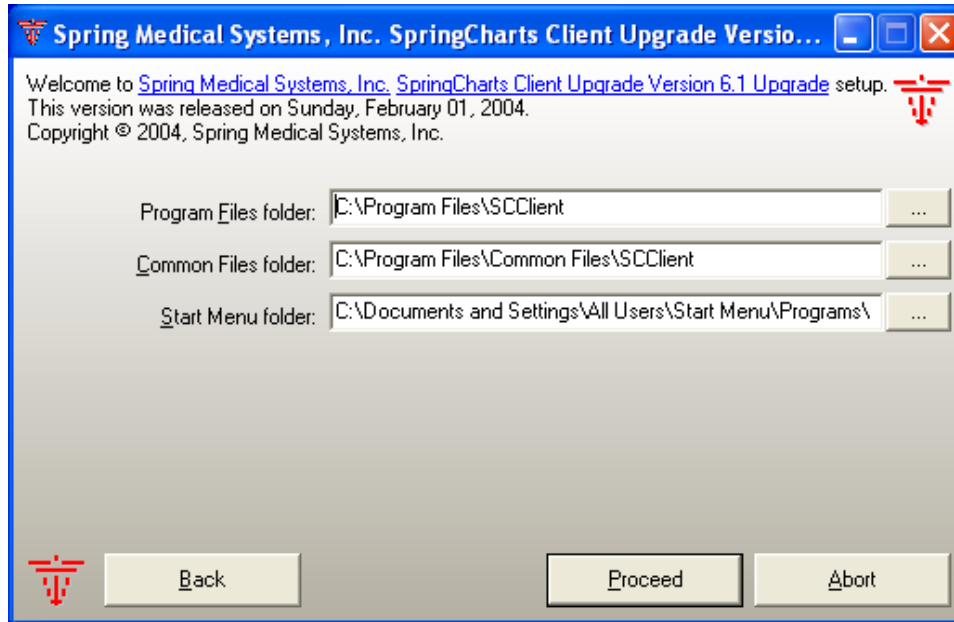 Spring Medical Systems, Inc. SpringCharts Client Upgrade Versio...
Welcome to Spring Medical Systems, Inc. SpringCharts Client Upgrade Version 6.1 Upgrade setup.
This version was released on Sunday, February 01, 2004.
Copyright © 2004, Spring Medical Systems, Inc.
Program Files folder: C:\Program Files\SCClient ...
Common Files folder: C:\Program Files\Common Files\SCClient ...
Start Menu folder: C:\Documents and Settings\All Users\Start Menu\Programs\ ...
Back Proceed Abort